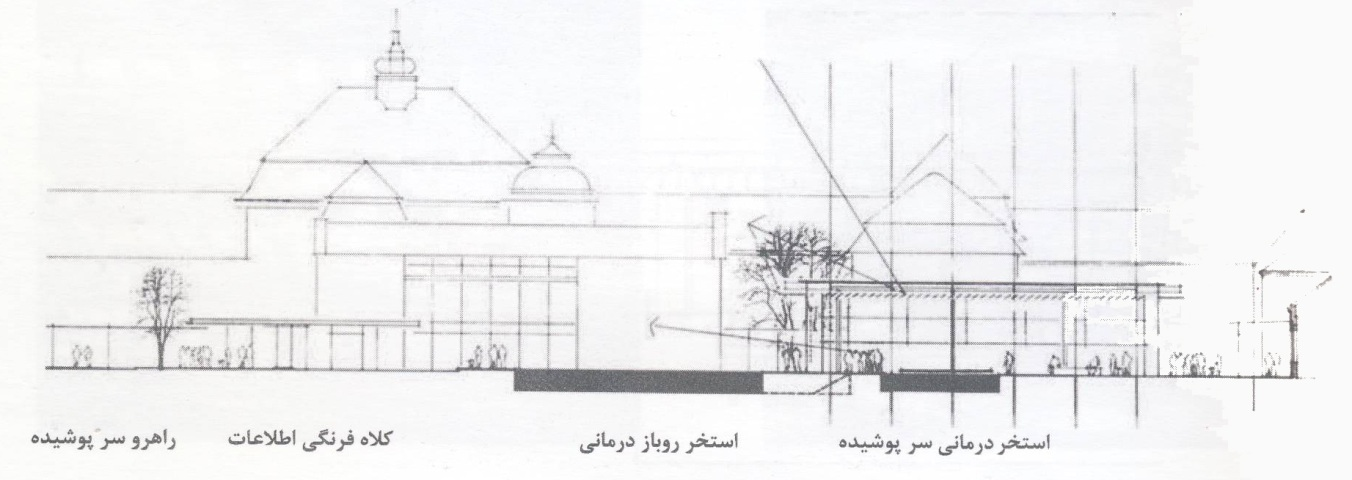 استخر درمانی سر پوشیده
استخر روباز درمانی
کلاه فرنگی اطلاعات
راهرو سر پوشیده